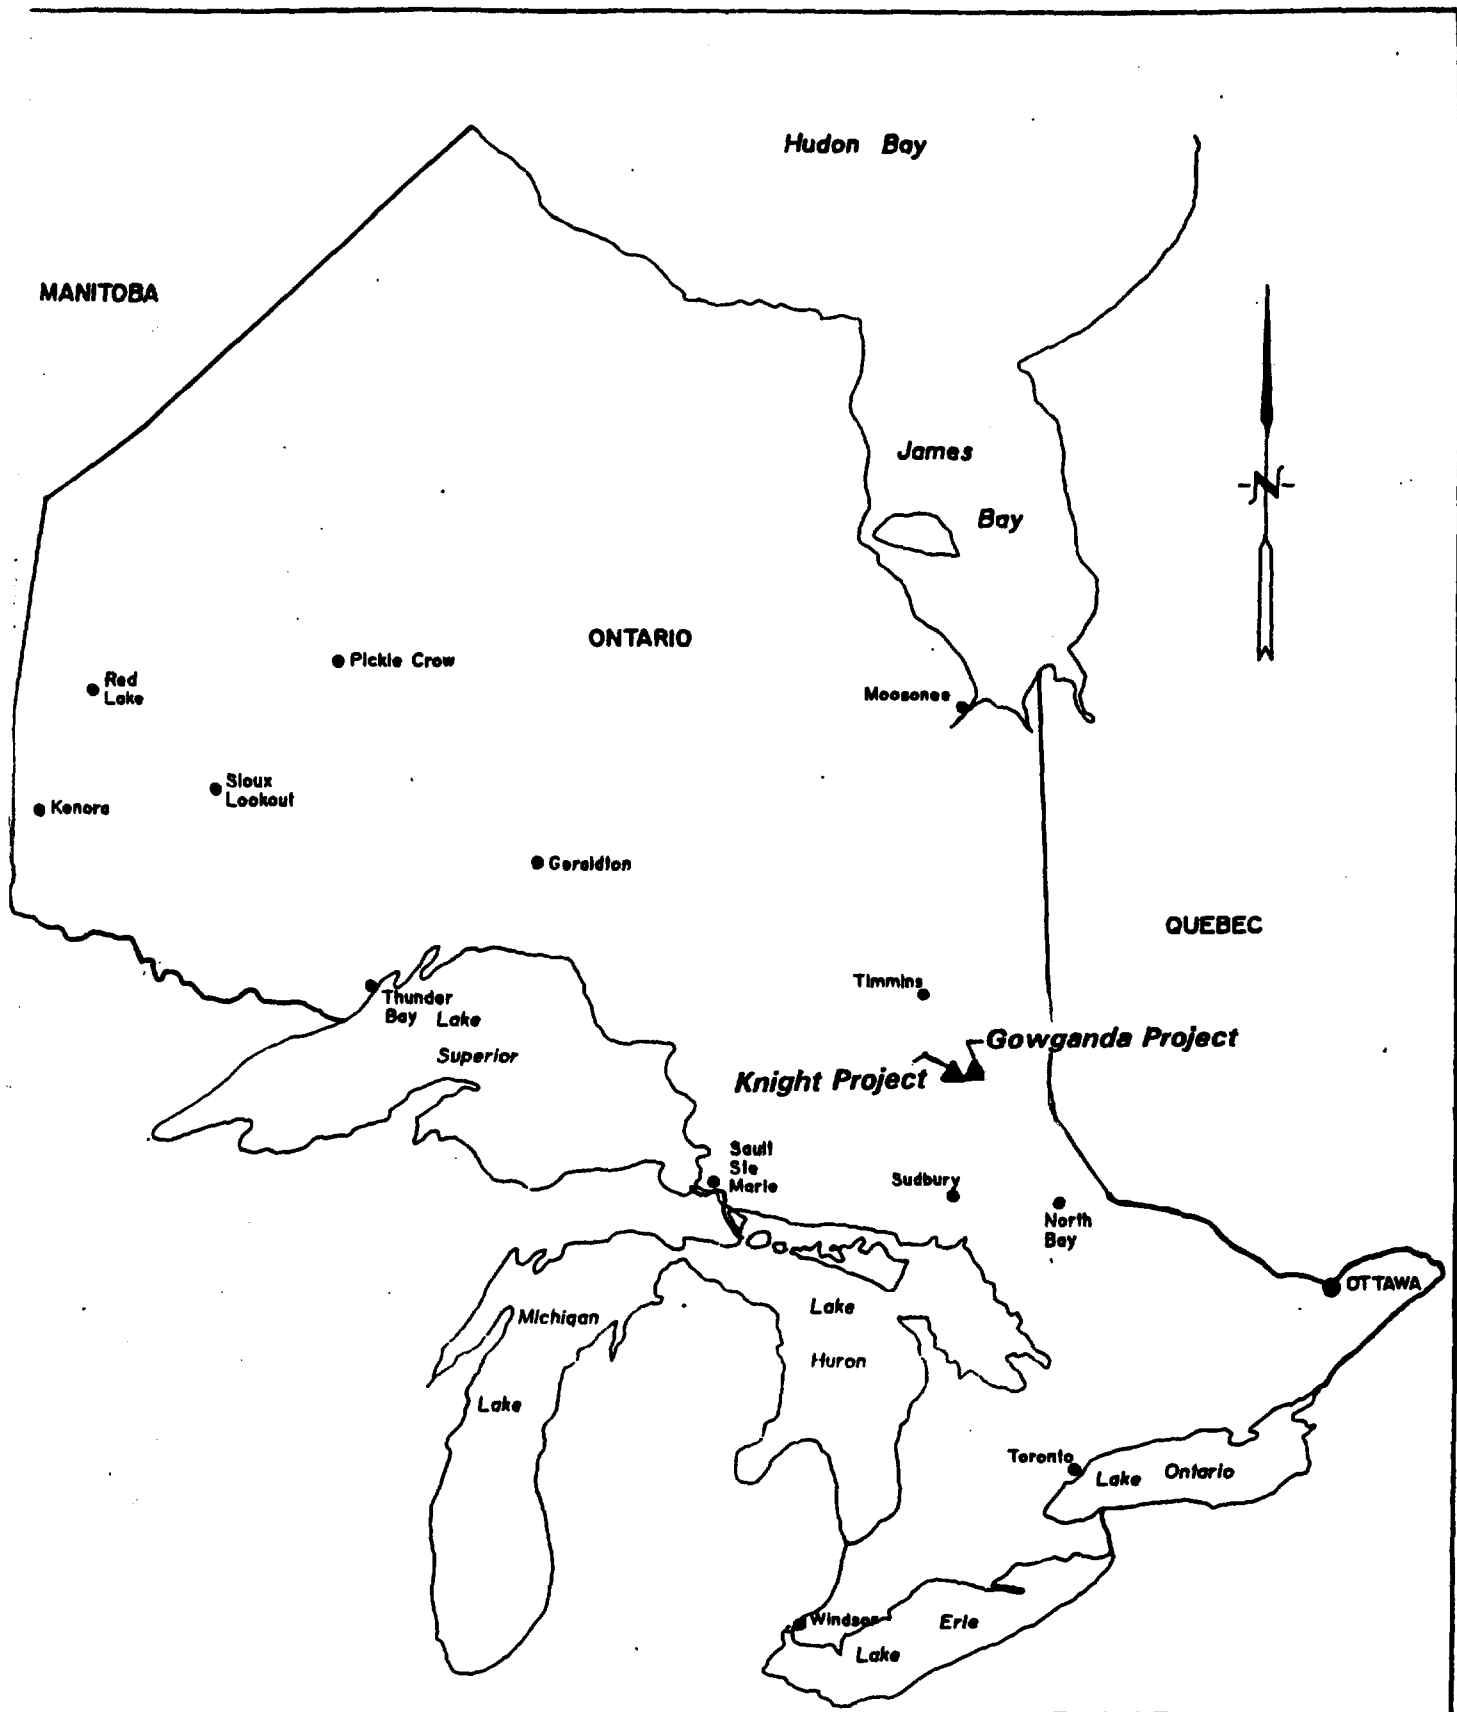 Hudon Bay
MANITOBA
James
Bay
ONTARIO
Pickle Crow
Red
Lake
Moosonee
Sioux
Lookout
Kenora
Geraldton
QUEBEC
Timmins
Thunder
Bay
Lake
Superior
Gowganda Project
Knight Project
Sault
Ste
Marie
Sudbury
North
Bay
OTTAWA
Michigan
Lake
Lake
Huron
Toronto
Lake Ontario
Windsor
Erie
Lake
N